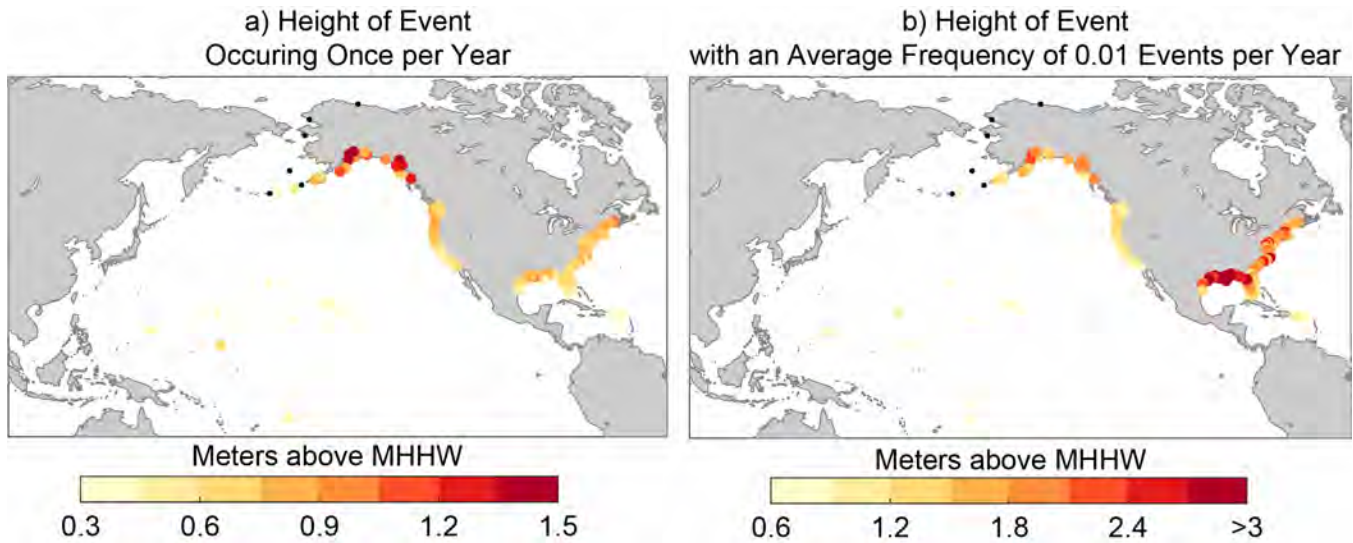 a) Height of Event
Occuring Once per Year
b) Height of Event
with an Average Frequency of 0.01 Events per Year
Meters above MHHW
0.3 0.6 0.9 1.2 1.5
Meters above MHHW
0.6 1.2 1.8 2.4 >3